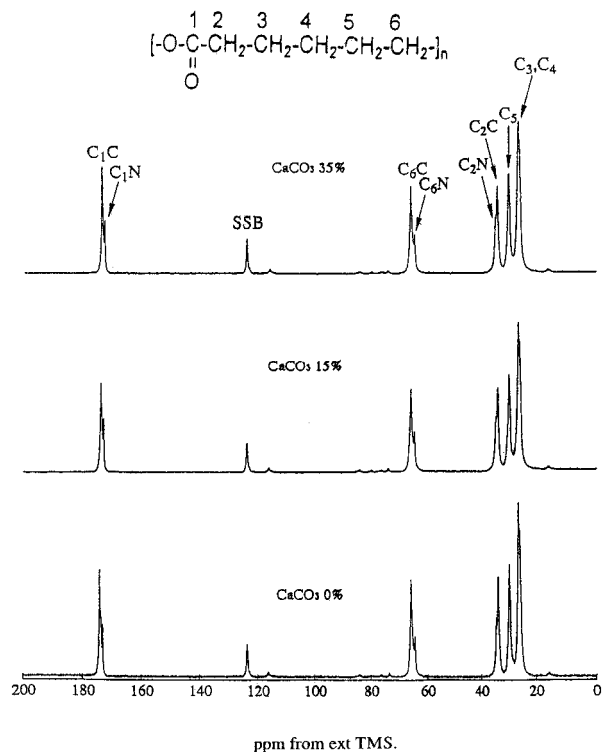 1 2 3 4 5 6
[-O-C-CH₂-CH₂-CH₂-CH₂-CH₂-]n
O
C₃,C₄
C₅
C₂C
C₂N
C₁C
C₁N
CaCO₃ 35%
C₆C
C₆N
SSB
CaCO₃ 15%
CaCO₃ 0%
200 180 160 140 120 100 80 60 40 20 0
ppm from ext TMS.